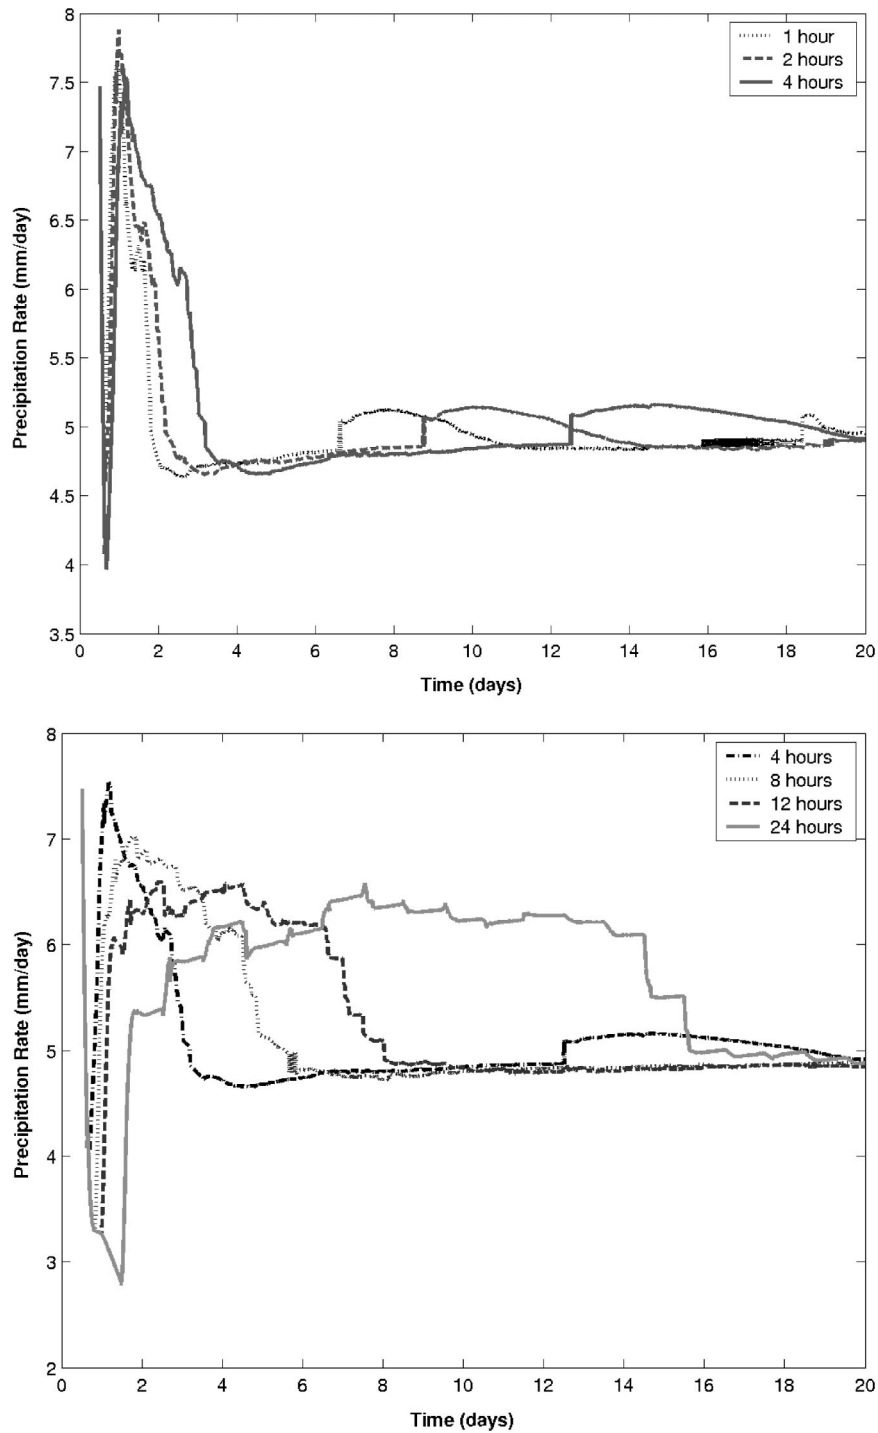 8
7.5
7
6.5
6
5.5
5
4.5
4
3.5
Precipitation Rate (mm/day)
1 hour
2 hours
4 hours
0 2 4 6 8 10 12 14 16 18 20
Time (days)
8
7
6
5
4
3
2
Precipitation Rate (mm/day)
4 hours
8 hours
12 hours
24 hours
0 2 4 6 8 10 12 14 16 18 20
Time (days)